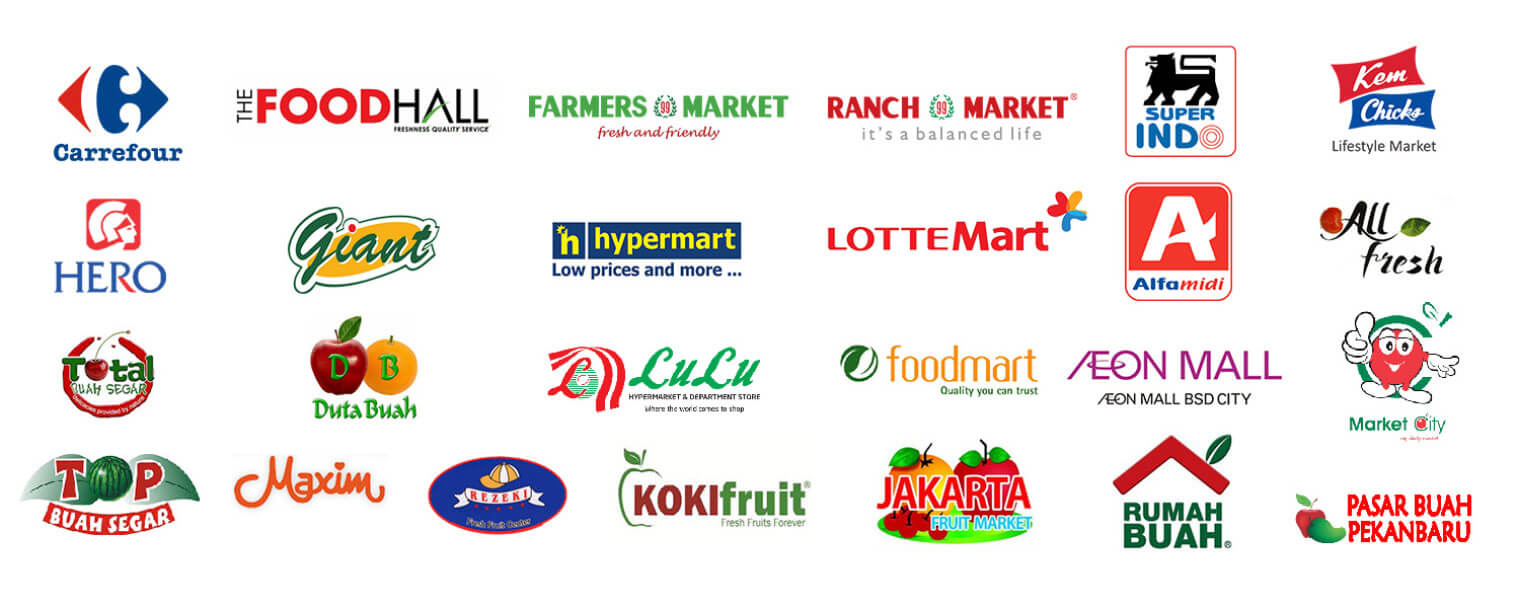 Carrefour
THE FOODHALL
FRESHNESS QUALITY SERVICE
FARMERS 99 MARKET
fresh and friendly
RANCH 99 MARKET®
it's a balanced life
SUPER
INDO
Kem
Chicks
Lifestyle Market
HERO
Giant
h hypermart
Low prices and more ...
LOTTE Mart
A
Alfamidi
All
fresh
Total
BUAH SEGAR
D B
Duta Buah
LuLu
HYPERMARKET & DEPARTMENT STORE
Where the world comes to shop
foodmart
Quality you can trust
ÆON MALL
ÆON MALL BSD CITY
Market City
TOP
BUAH SEGAR
Maxim
REZEKI
Fresh Fruit Center
KOKIfruit®
Fresh Fruits Forever
JAKARTA
FRUIT MARKET
RUMAH
BUAH®
PASAR BUAH
PEKANBARU